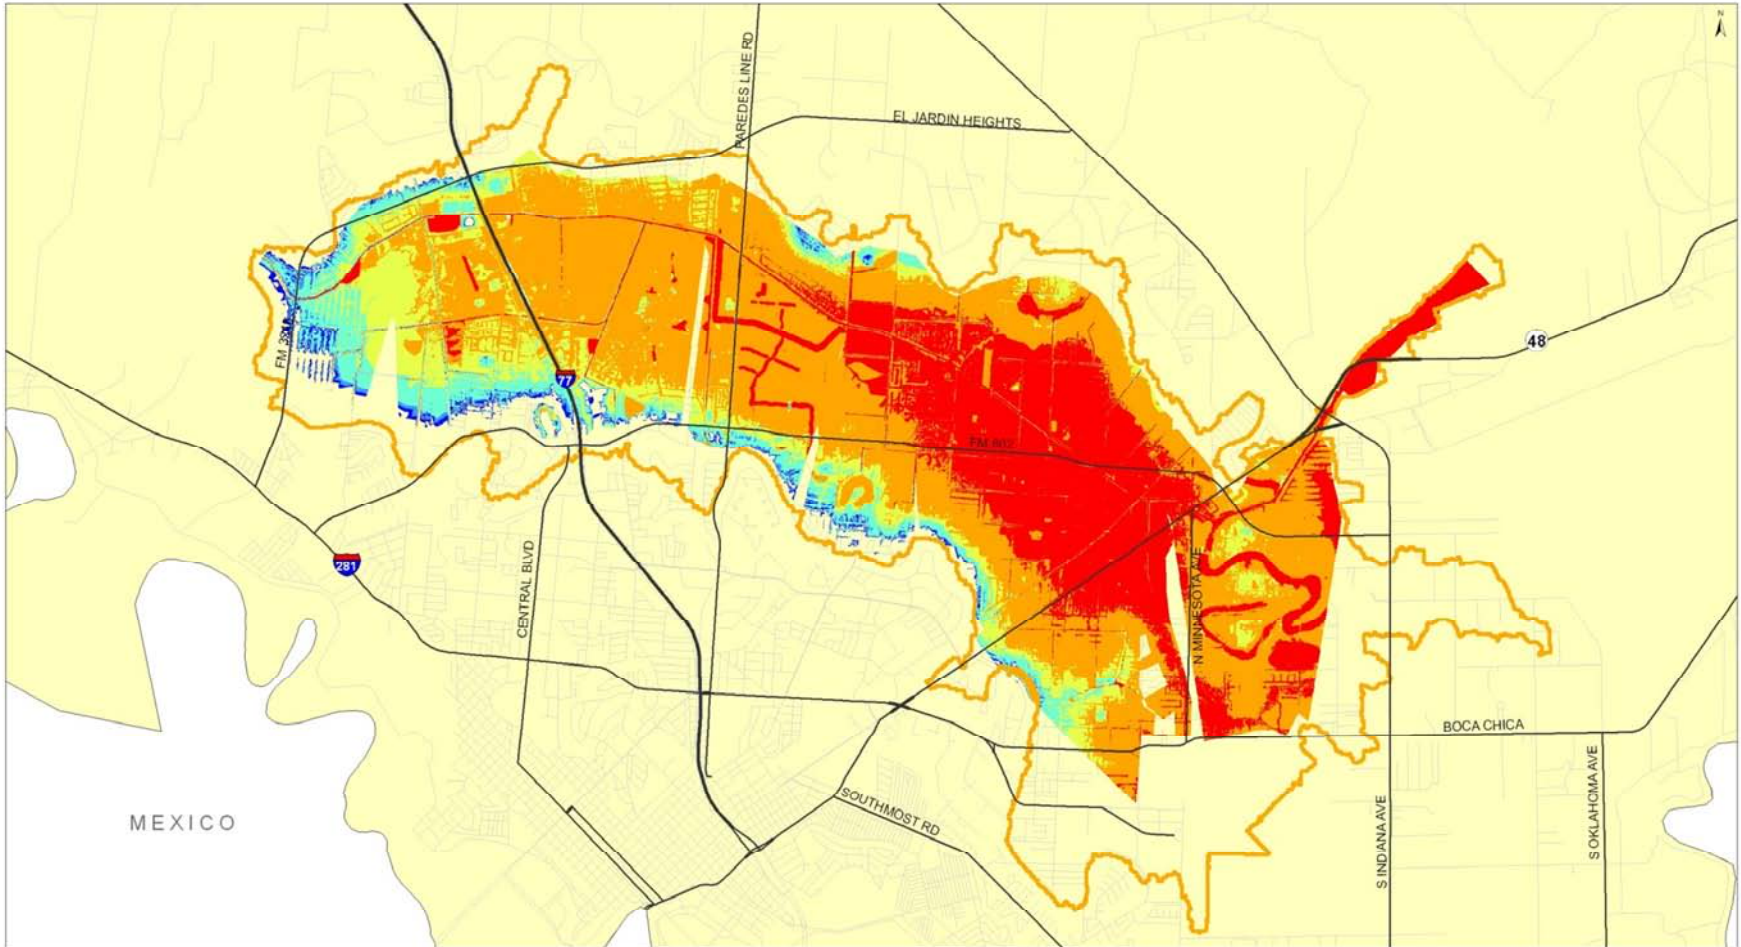 N
PAREDES LINE RD
EL JARDIN HEIGHTS
48
77
FM 802
281
CENTRAL BLVD
N MINNESOTA AVE
BOCA CHICA
MEXICO
SOUTHMOST RD
S INDIANA AVE
S OKLAHOMA AVE